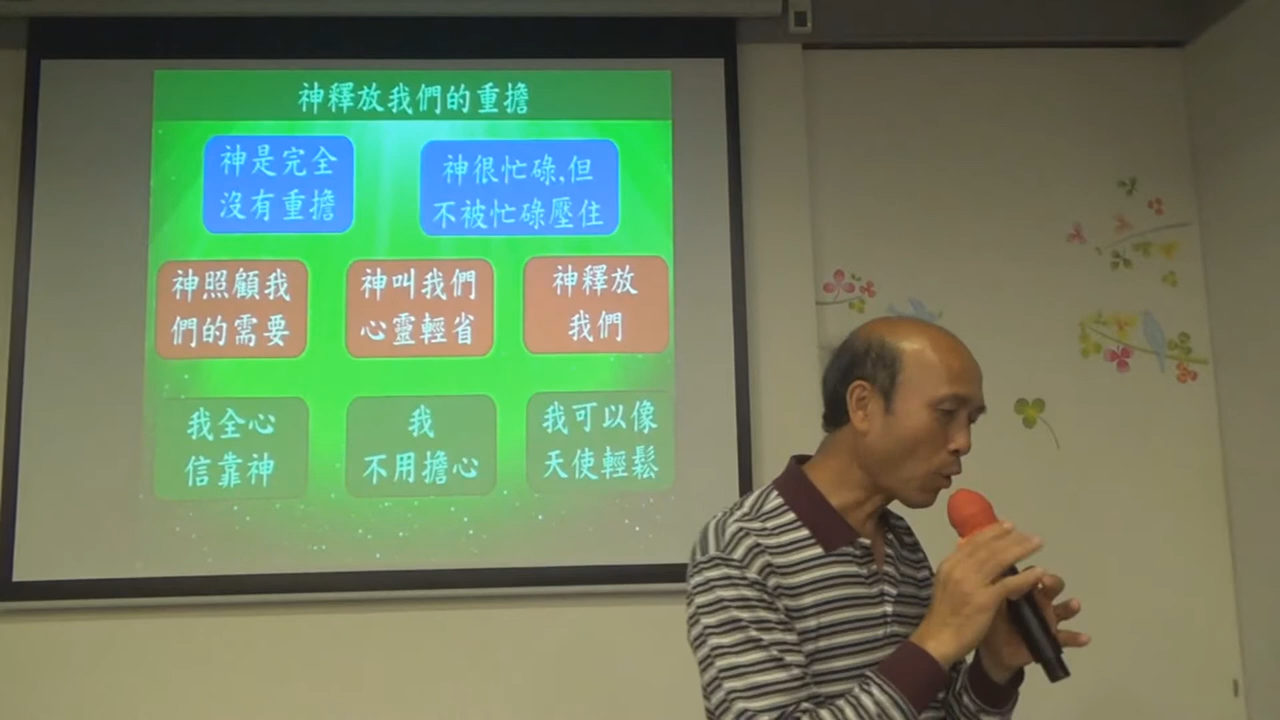 神釋放我們的重擔
神是完全
沒有重擔
神很忙碌,但
不被忙碌壓住
神照顧我
們的需要
神叫我們
心靈輕省
神釋放
我們
我全心
信靠神
我
不用擔心
我可以像
天使輕鬆